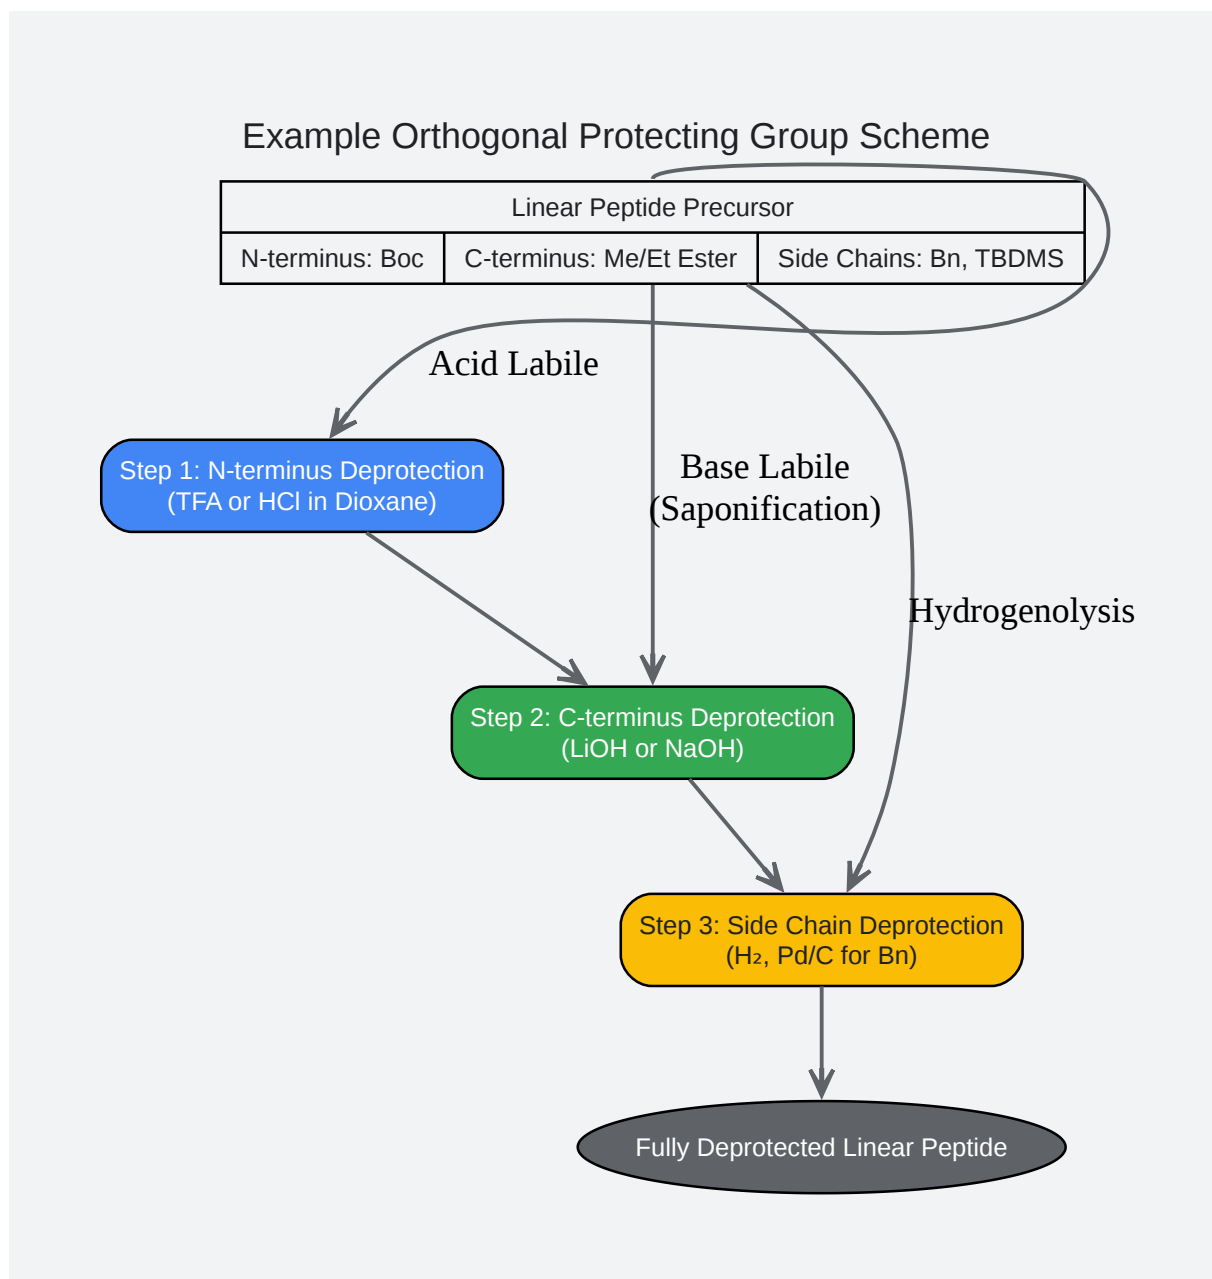 Example Orthogonal Protecting Group Scheme
Linear Peptide Precursor
N-terminus: Boc
C-terminus: Me/Et Ester
Side Chains: Bn, TBDMS
Acid Labile
Step 1: N-terminus Deprotection
(TFA or HCl in Dioxane)
Base Labile
(Saponification)
Hydrogenolysis
Step 2: C-terminus Deprotection
(LiOH or NaOH)
Step 3: Side Chain Deprotection
(H₂, Pd/C for Bn)
Fully Deprotected Linear Peptide